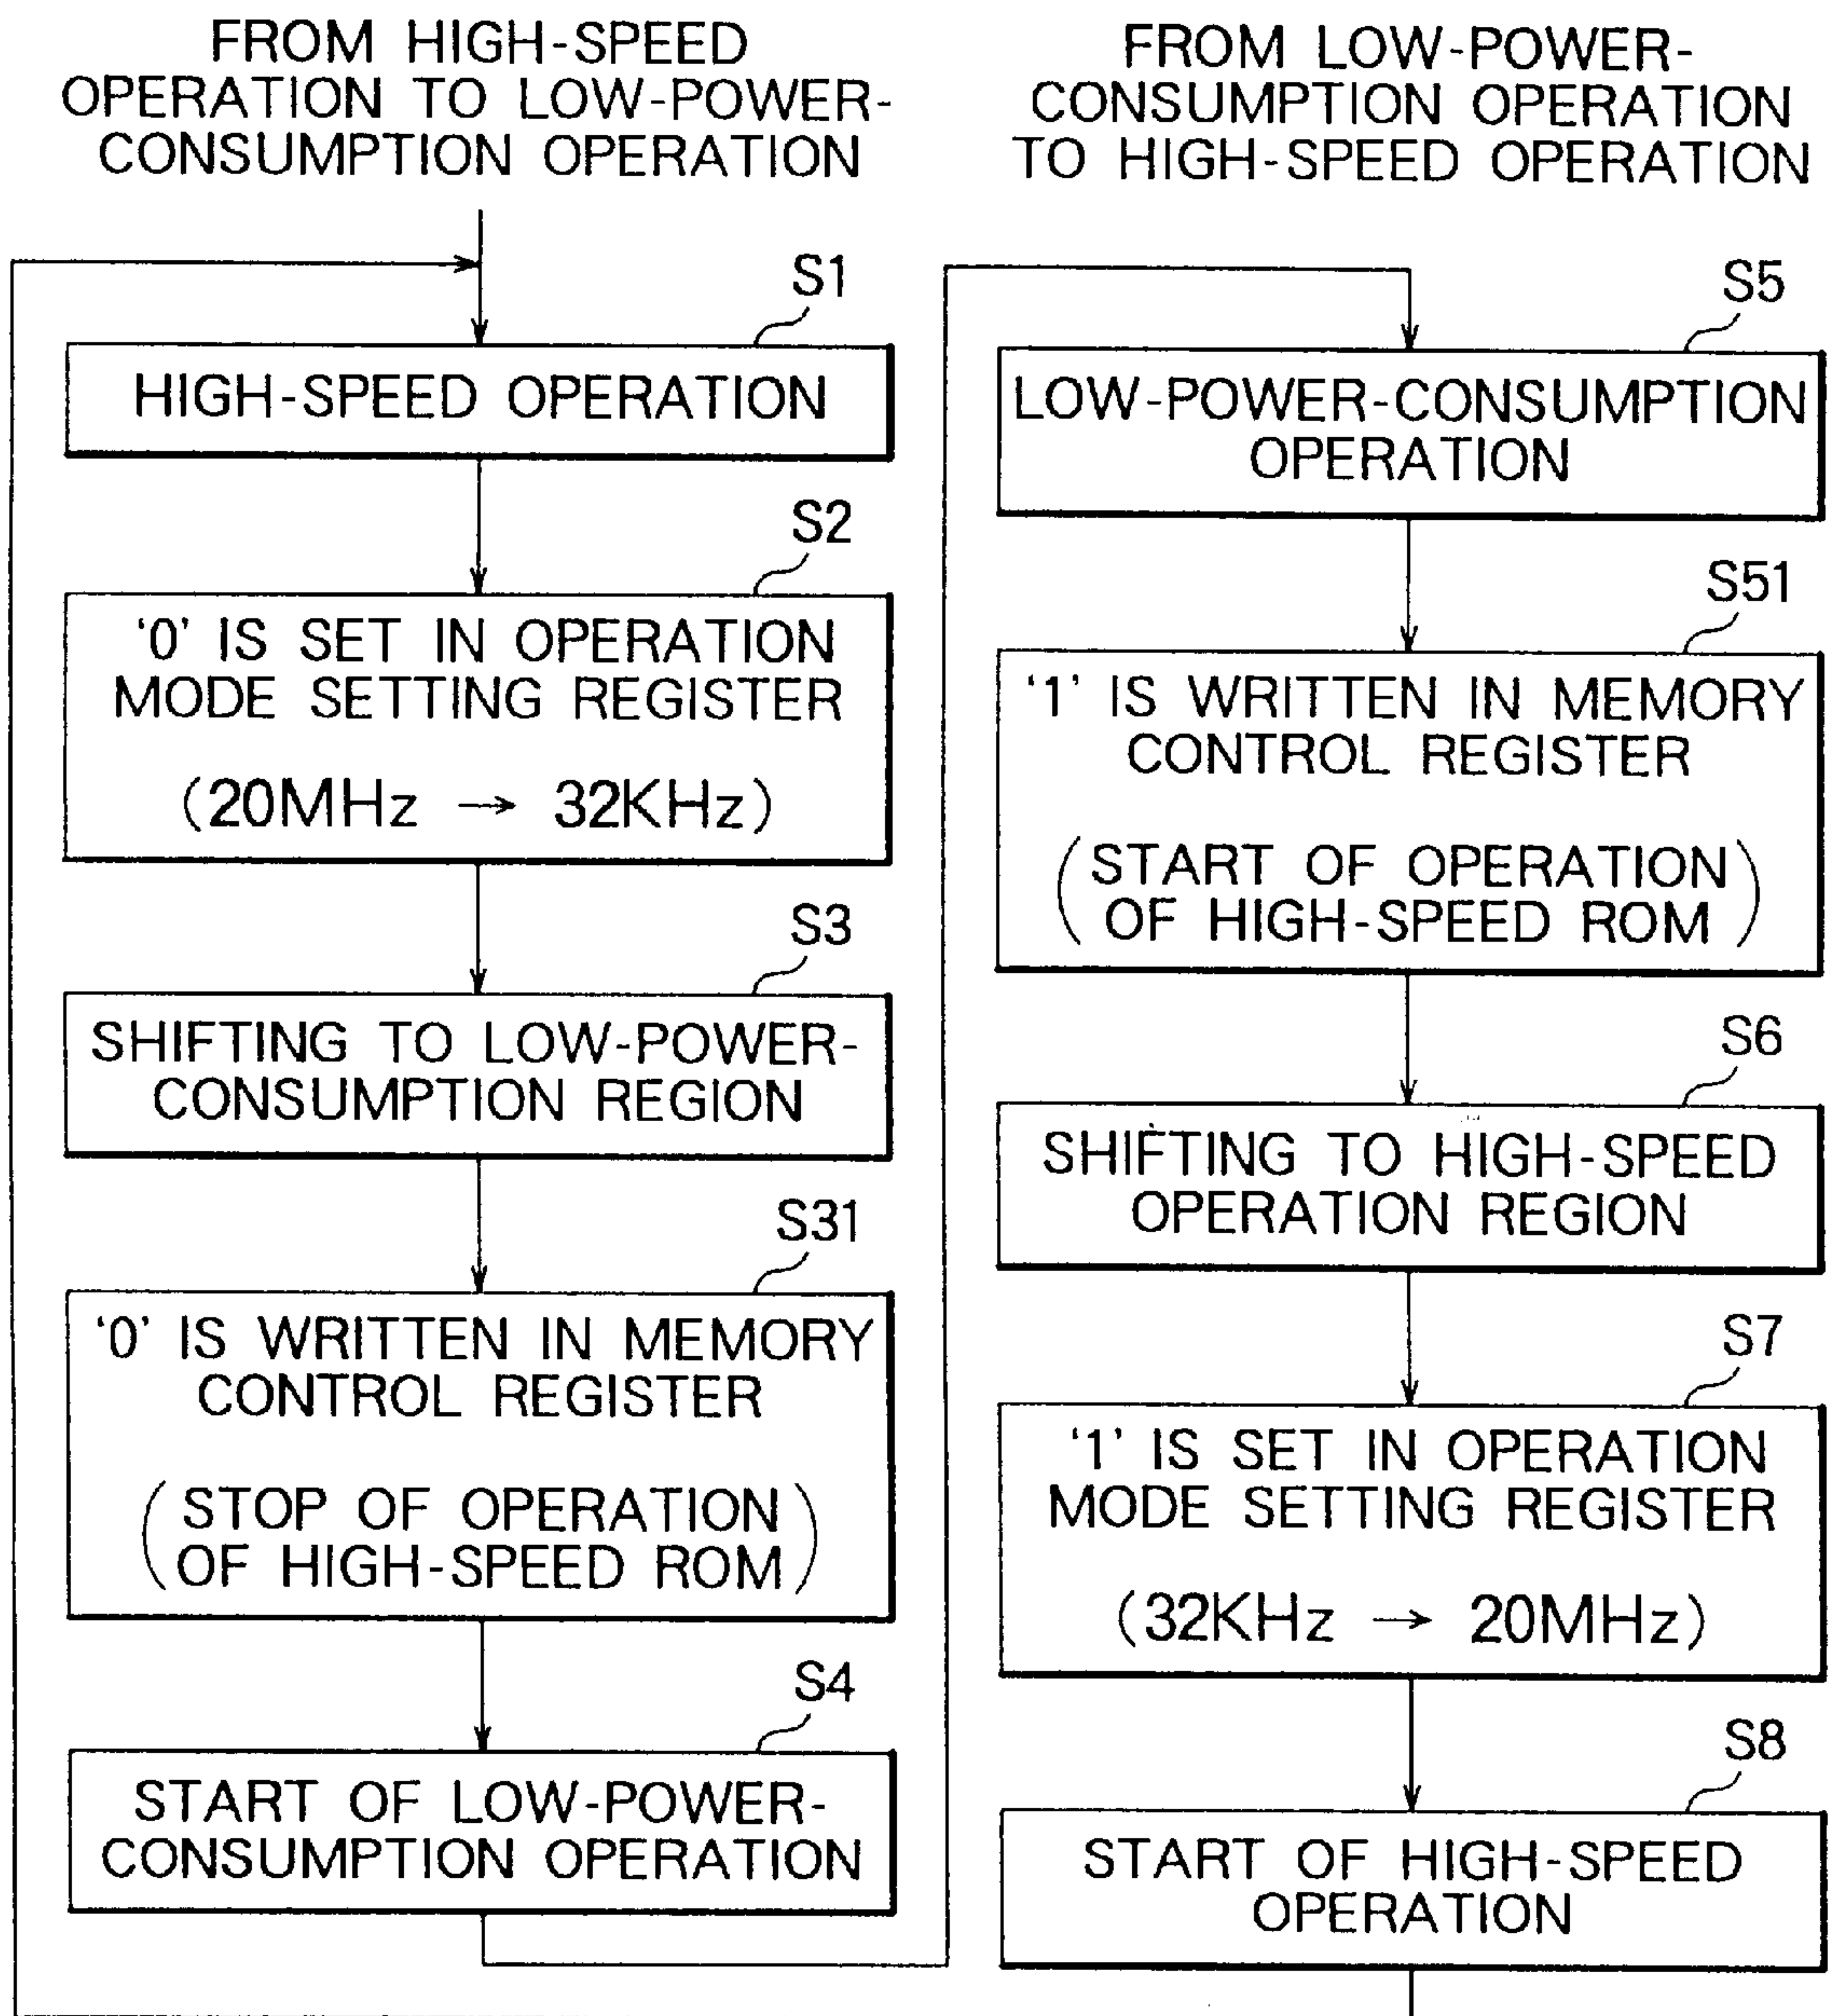 FROM HIGH-SPEED
OPERATION TO LOW-POWER-
CONSUMPTION OPERATION
S1
HIGH-SPEED OPERATION
S2
‘0’ IS SET IN OPERATION
MODE SETTING REGISTER
(20MHz → 32KHz)
S3
SHIFTING TO LOW-POWER-
CONSUMPTION REGION
S31
‘0’ IS WRITTEN IN MEMORY
CONTROL REGISTER
(STOP OF OPERATION
OF HIGH-SPEED ROM)
S4
START OF LOW-POWER-
CONSUMPTION OPERATION
FROM LOW-POWER-
CONSUMPTION OPERATION
TO HIGH-SPEED OPERATION
S5
LOW-POWER-CONSUMPTION
OPERATION
S51
‘1’ IS WRITTEN IN MEMORY
CONTROL REGISTER
(START OF OPERATION
OF HIGH-SPEED ROM)
S6
SHIFTING TO HIGH-SPEED
OPERATION REGION
S7
‘1’ IS SET IN OPERATION
MODE SETTING REGISTER
(32KHz → 20MHz)
S8
START OF HIGH-SPEED
OPERATION